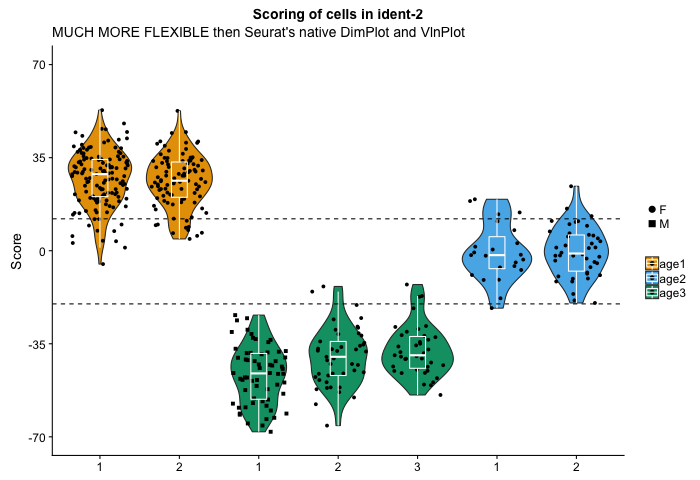 Scoring of cells in ident-2
MUCH MORE FLEXIBLE then Seurat's native DimPlot and VlnPlot
70
35
0
-35
-70
Score
1 2 1 2 3 1 2
F
M
age1
age2
age3